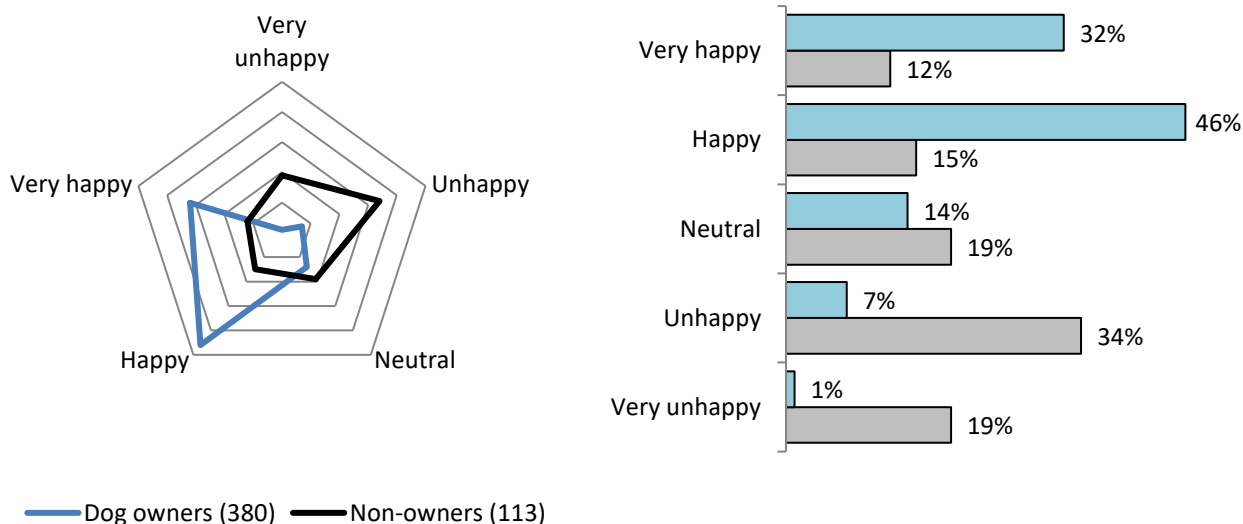 Very
unhappy
Very happy
Unhappy
Happy
Neutral
Dog owners (380)
Non-owners (113)
Very happy
32%
12%
Happy
46%
15%
Neutral
14%
19%
Unhappy
7%
34%
Very unhappy
1%
19%